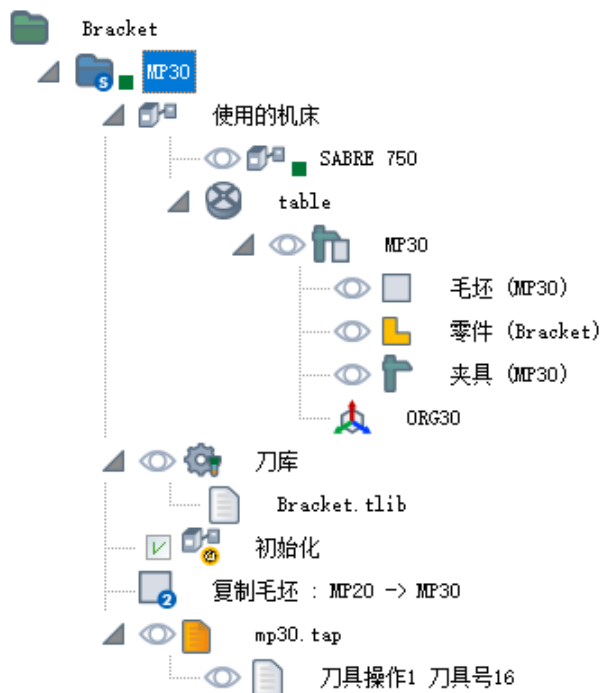 Bracket
MP30
使用的机床
SABRE 750
table
MP30
毛坯 (MP30)
零件 (Bracket)
夹具 (MP30)
ORG30
刀库
Bracket.tlib
初始化
复制毛坯 : MP20 -> MP30
mp30.tap
刀具操作1 刀具号16